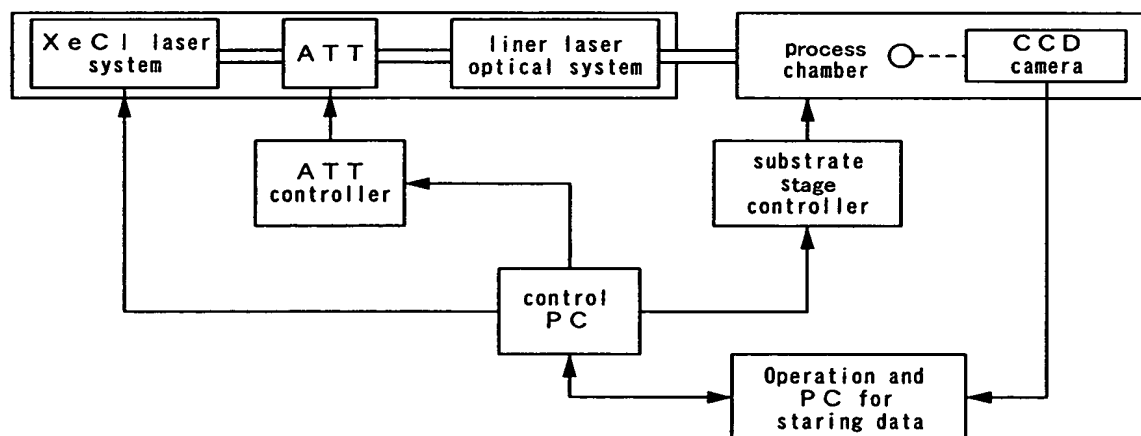 XeCl laser
system
ATT
liner laser
optical system
process
chamber
CCD
camera
ATT
controller
substrate
stage
controller
control
PC
Operation and
PC for
staring data